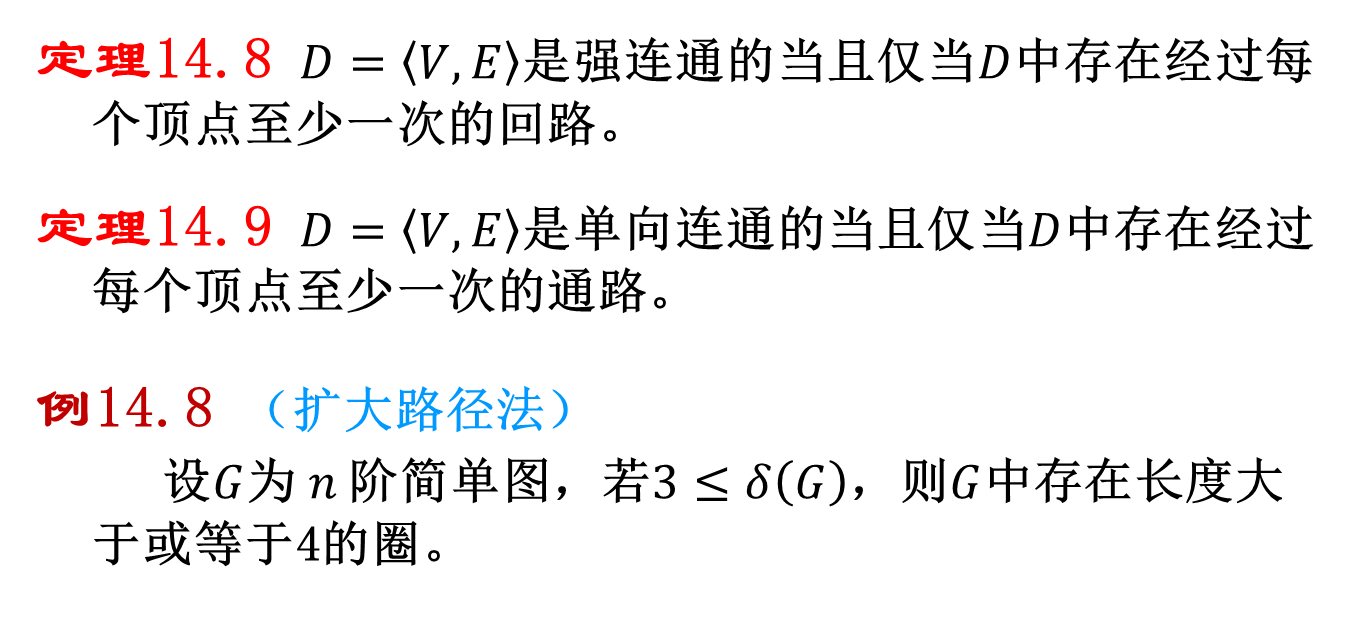 定理14.8 D = ⟨V, E⟩是强连通的当且仅当D中存在经过每
个顶点至少一次的回路。
定理14.9 D = ⟨V, E⟩是单向连通的当且仅当D中存在经过
每个顶点至少一次的通路。
例14.8 （扩大路径法）
设G为 n 阶简单图，若3 ≤ δ(G)，则G中存在长度大
于或等于4的圈。